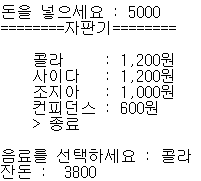 돈을 넣으세요 : 5000
========자판기========
콜라 : 1,200원
사이다 : 1,200원
조지아 : 1,000원
컨피던스 : 600원
> 종료
음료를 선택하세요 : 콜라
잔돈 : 3800